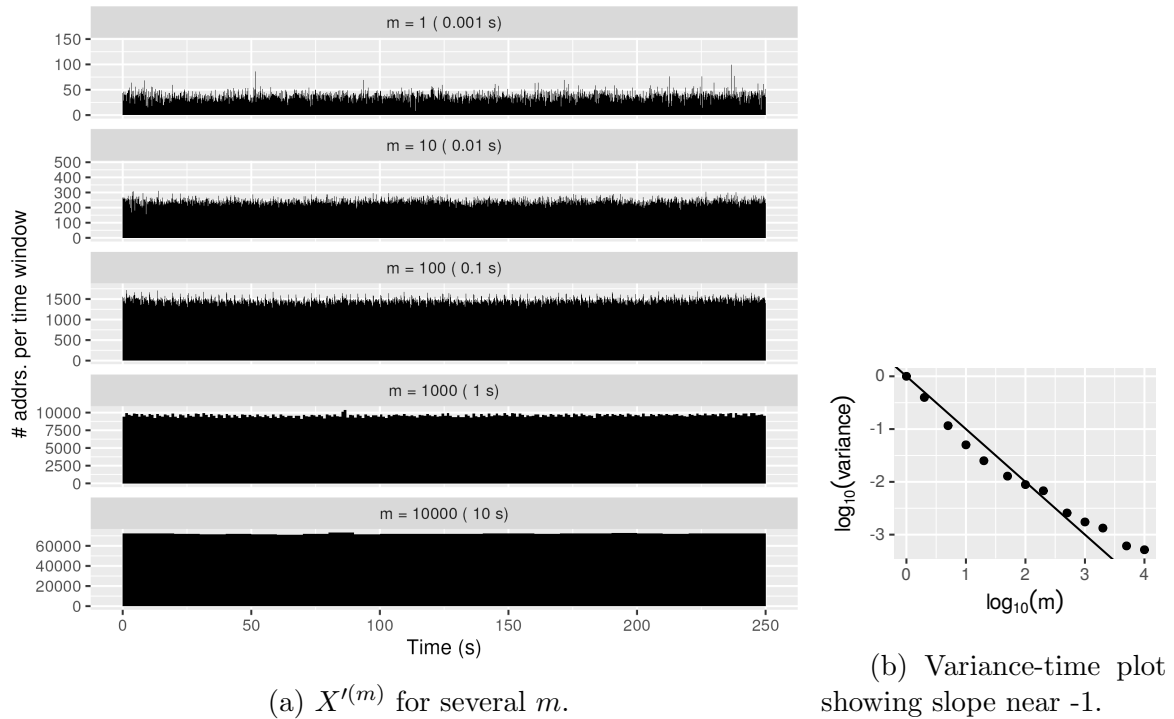 m = 1 ( 0.001 s)
150
100
50
0
m = 10 ( 0.01 s)
500
400
300
200
100
0
m = 100 ( 0.1 s)
1500
1000
500
0
m = 1000 ( 1 s)
10000
7500
5000
2500
0
m = 10000 ( 10 s)
60000
40000
20000
0
# addrs. per time window
0 50 100 150 200 250
Time (s)
(a) X′(m) for several m.
0
-1
-2
-3
log10(variance)
0 1 2 3 4
log10(m)
(b) Variance-time plot
showing slope near -1.